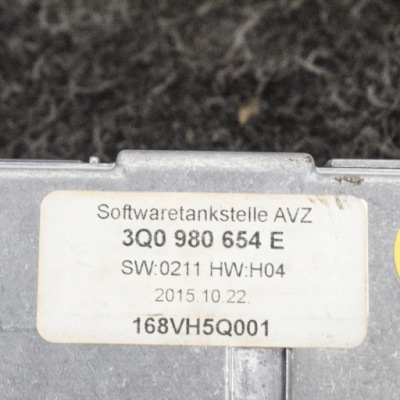 Softwaretankstelle AVZ
3Q0 980 654 E
SW:0211 HW:H04
2015.10.22.
168VH5Q001